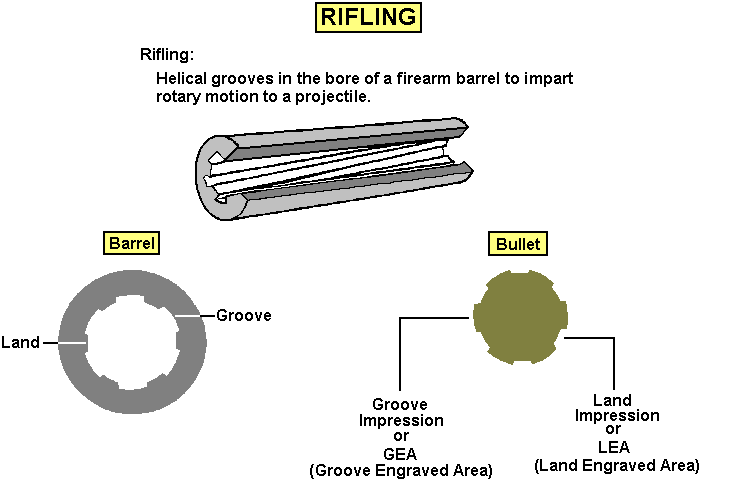 RIFLING
Rifling:
Helical grooves in the bore of a firearm barrel to impart
rotary motion to a projectile.
Barrel
Bullet
Groove
Land
Groove
Impression
or
GEA
(Groove Engraved Area)
Land
Impression
or
LEA
(Land Engraved Area)